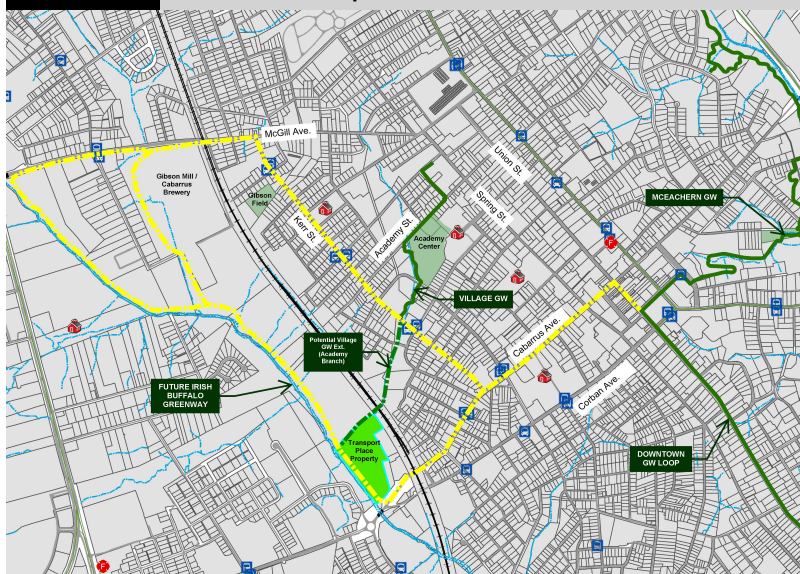 McGill Ave.
Gibson Mill /
Cabarrus
Brewery
Gibson
Field
Kerr St.
Union St.
Spring St.
Academy St.
Academy
Center
MCEACHERN GW
VILLAGE GW
Potential Village
GW Ext.
(Academy
Branch)
Cabarrus Ave.
FUTURE IRISH
BUFFALO
GREENWAY
Corban Ave.
Transport
Place
Property
DOWNTOWN
GW LOOP
F
F